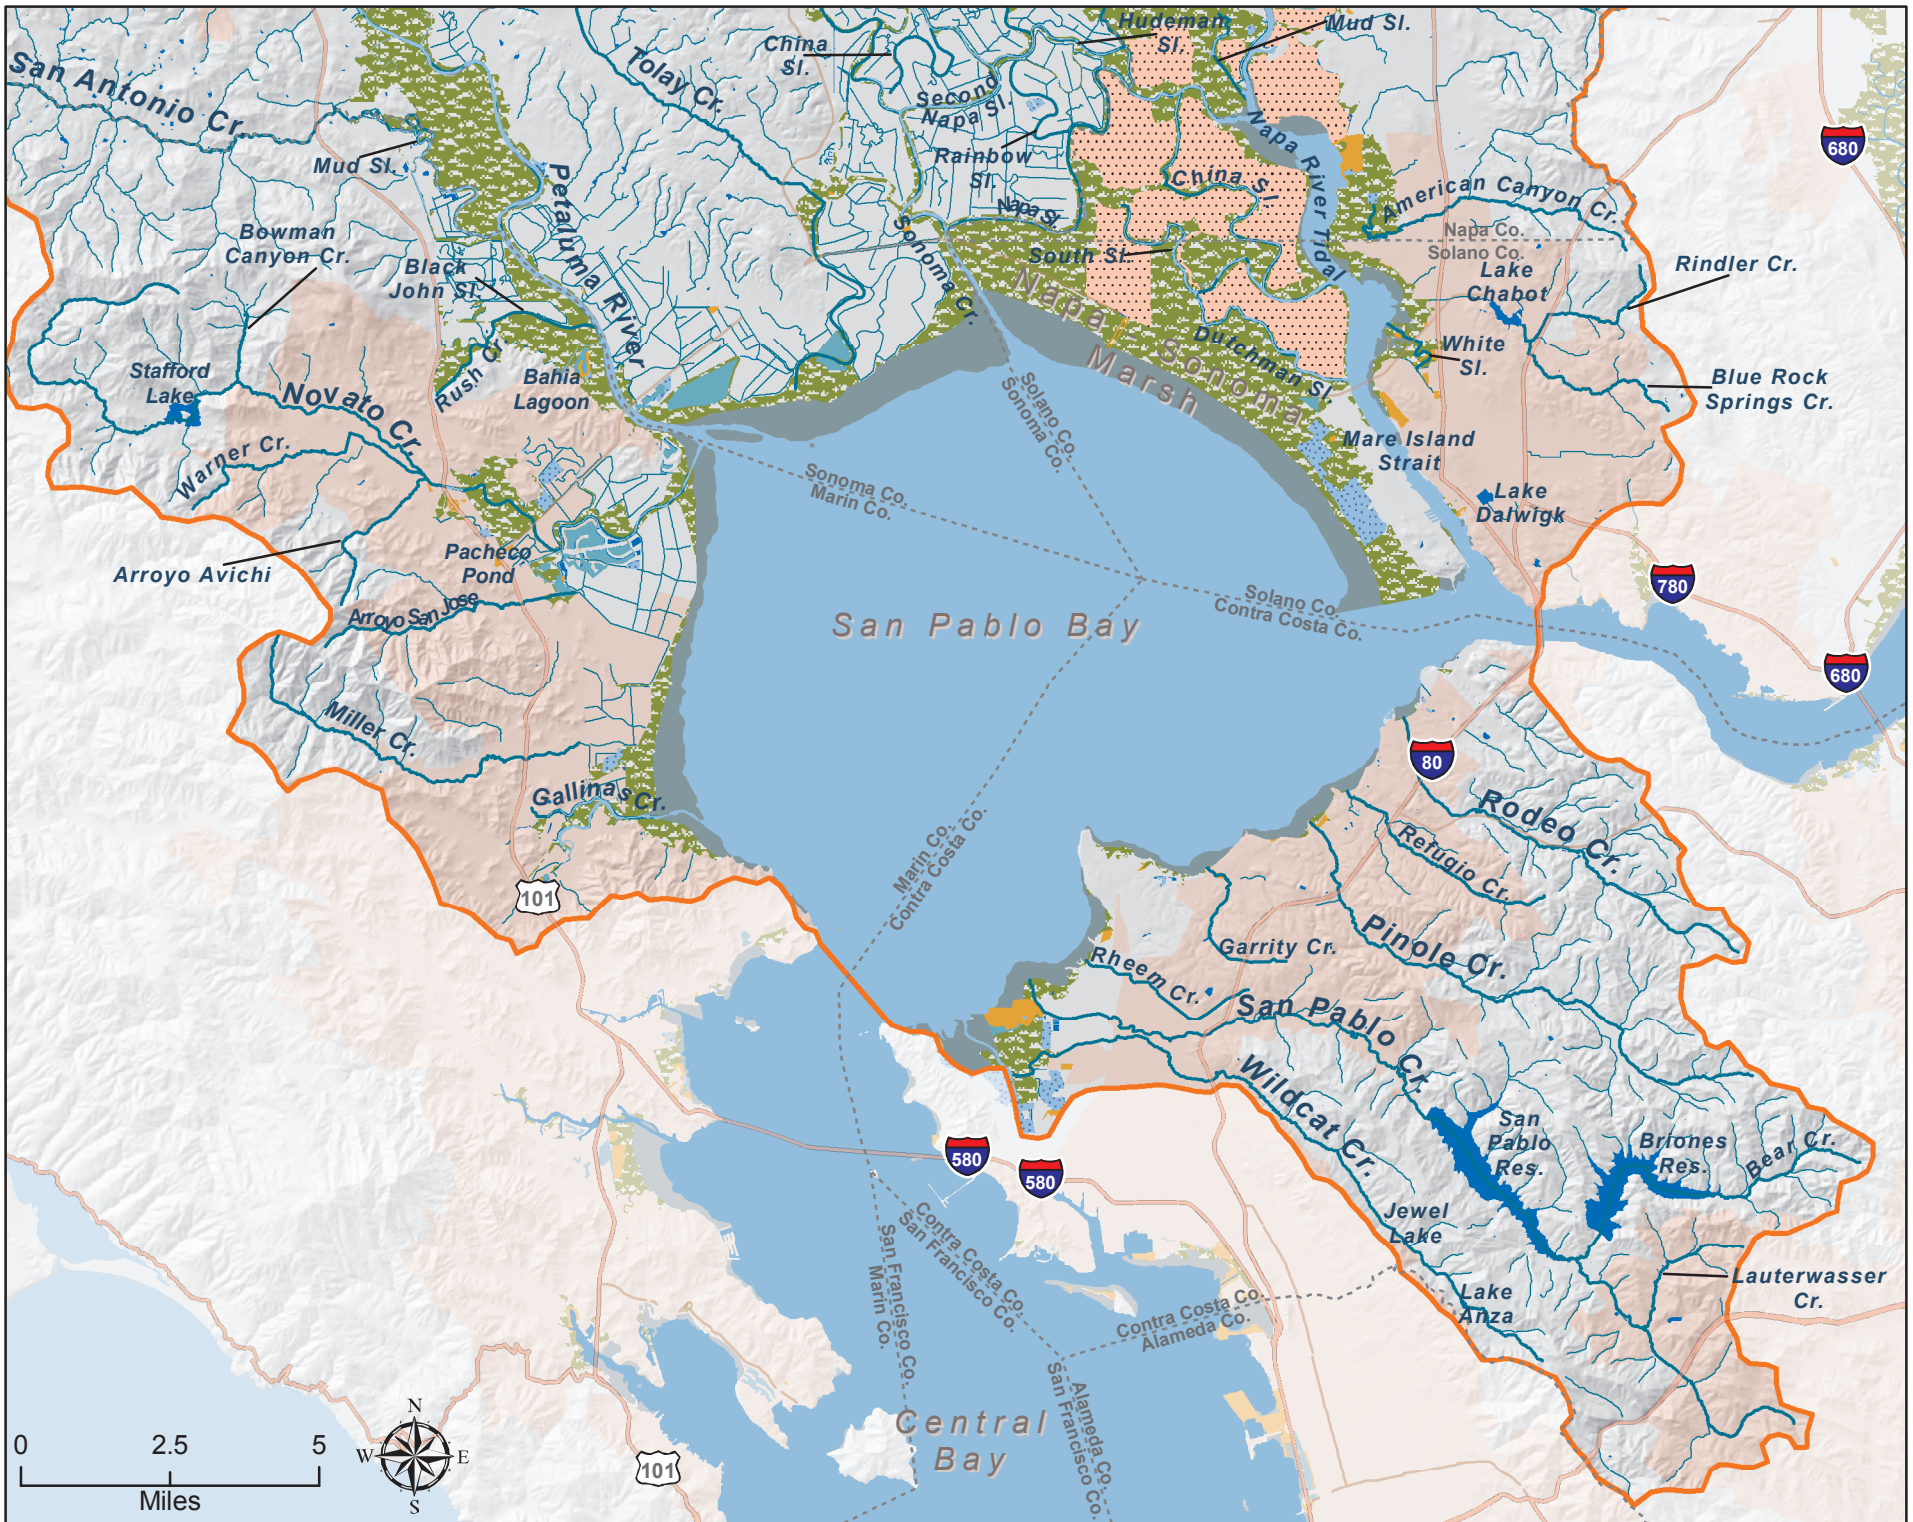 China
Sl.
Hudeman
Sl.
Mud Sl.
San Antonio Cr.
Tolay Cr.
Second
Napa Sl.
680
Mud Sl.
Rainbow
Sl.
Napa River Tidal
China Sl
American Canyon Cr.
Petaluma River
Napa Sl.
Sonoma Cr.
Bowman
Canyon Cr.
Black
John Sl.
South Sl.
Napa Co.
Solano Co.
Rindler Cr.
Lake
Chabot
Napa Sonoma
Marsh
Dutchman Sl.
White
Sl.
Stafford
Lake
Novato Cr.
Rush Cr.
Bahia
Lagoon
Blue Rock
Springs Cr.
Solano Co.
Sonoma Co.
Warner Cr.
Mare Island
Strait
Sonoma Co.
Marin Co.
Lake
Dalwigk
Arroyo Avichi
Pacheco
Pond
780
Arroyo San Jose
San Pablo Bay
Solano Co.
Contra Costa Co.
680
Miller Cr.
80
Gallinas Cr.
Rodeo Cr.
Refugio Cr.
Marin Co.
Contra Costa Co.
101
Pinole Cr.
Garrity Cr.
Rheem Cr.
San Pablo Cr.
Wildcat Cr.
San
Pablo
Res.
Briones
Res.
Bear Cr.
580
580
Jewel
Lake
Contra Costa Co.
San Francisco Co.
San Francisco Co.
Marin Co.
Lauterwasser
Cr.
Lake
Anza
Contra Costa Co.
Alameda Co.
Alameda Co.
San Francisco Co.
Central
Bay
101
N
W
E
S
0
2.5
5
Miles